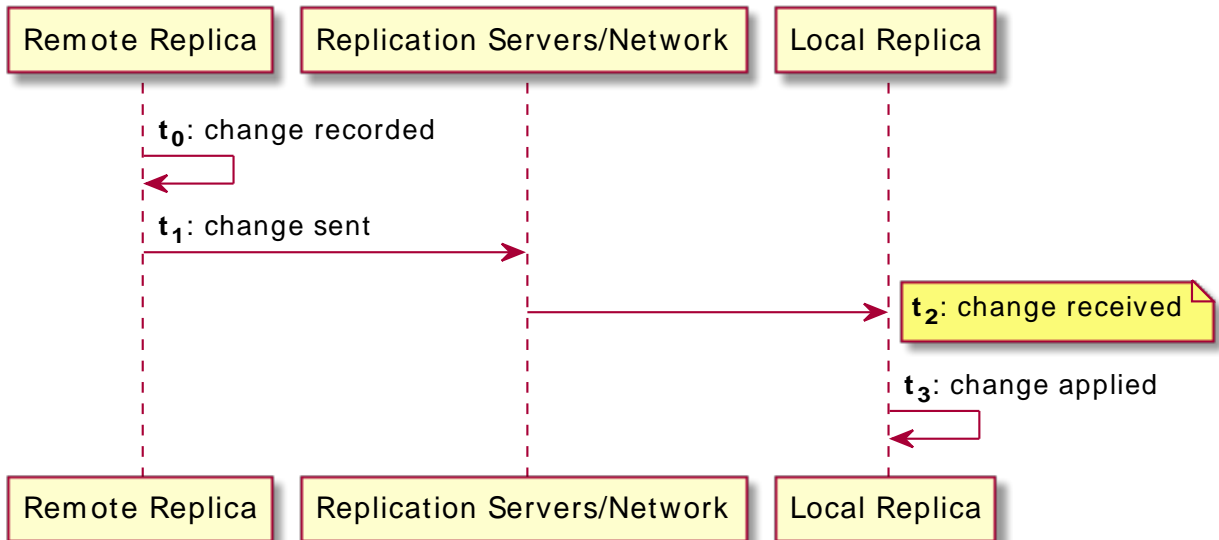 Remote Replica
Replication Servers/Network
Local Replica
t0: change recorded
t1: change sent
t2: change received
t3: change applied
Remote Replica
Replication Servers/Network
Local Replica